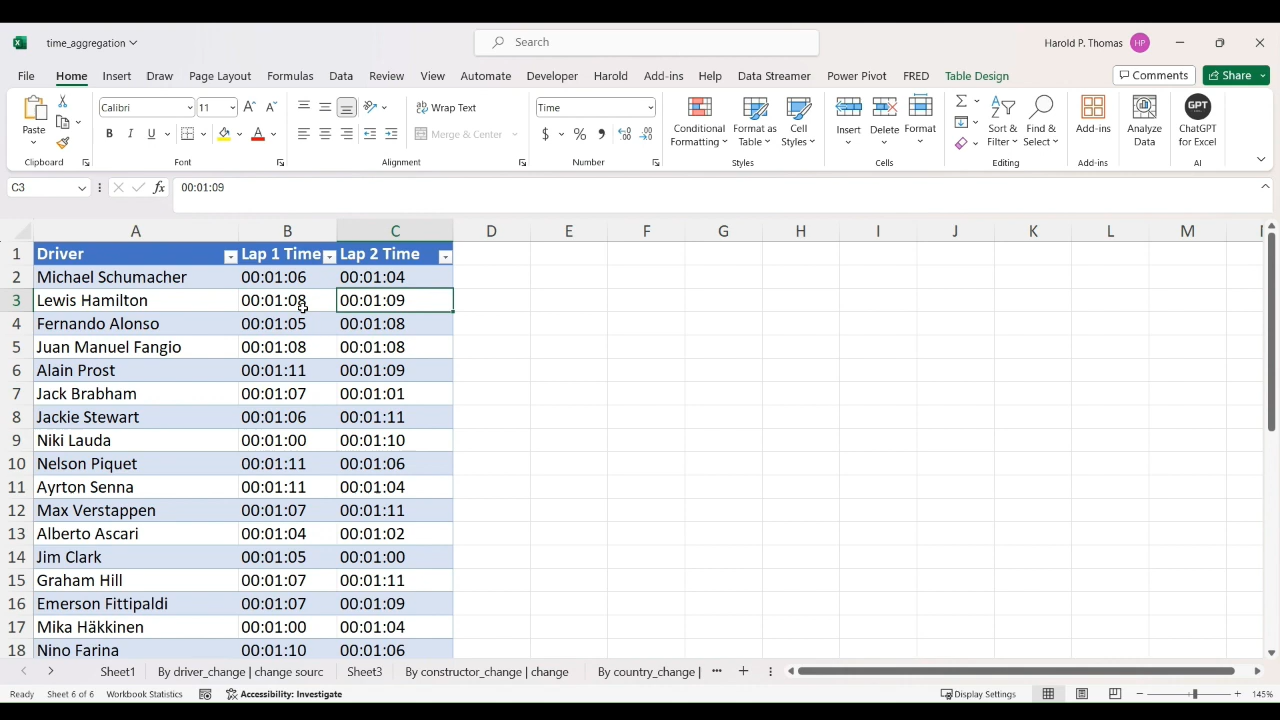 time_aggregation
Search
Harold P. Thomas HP
File Home Insert Draw Page Layout Formulas Data Review View Automate Developer Harold Add-ins Help Data Streamer Power Pivot FRED Table Design Comments Share
Paste
Calibri 11
A A
B I U A
ab Wrap Text
Merge & Center
Time
$ % 9
Conditional Formatting
Format as Table
Cell Styles
Insert
Delete
Format
Sort & Filter
Find & Select
Add-ins
Analyze Data
GPT
ChatGPT for Excel
Clipboard Font Alignment Number Styles Cells Editing Add-ins AI
C3 fx 00:01:09
A B C D E F G H I J K L M
1 Driver Lap 1 Time Lap 2 Time
2 Michael Schumacher 00:01:06 00:01:04
3 Lewis Hamilton 00:01:08 00:01:09
4 Fernando Alonso 00:01:05 00:01:08
5 Juan Manuel Fangio 00:01:08 00:01:08
6 Alain Prost 00:01:11 00:01:09
7 Jack Brabham 00:01:07 00:01:01
8 Jackie Stewart 00:01:06 00:01:11
9 Niki Lauda 00:01:00 00:01:10
10 Nelson Piquet 00:01:11 00:01:06
11 Ayrton Senna 00:01:11 00:01:04
12 Max Verstappen 00:01:07 00:01:11
13 Alberto Ascari 00:01:04 00:01:02
14 Jim Clark 00:01:05 00:01:00
15 Graham Hill 00:01:07 00:01:11
16 Emerson Fittipaldi 00:01:07 00:01:09
17 Mika Häkkinen 00:01:00 00:01:04
18 Nino Farina 00:01:10 00:01:06
Sheet1 By driver_change | change sourc Sheet3 By constructor_change | change By country_change |
Ready Sheet 6 of 6 Workbook Statistics Accessibility: Investigate Display Settings 145%